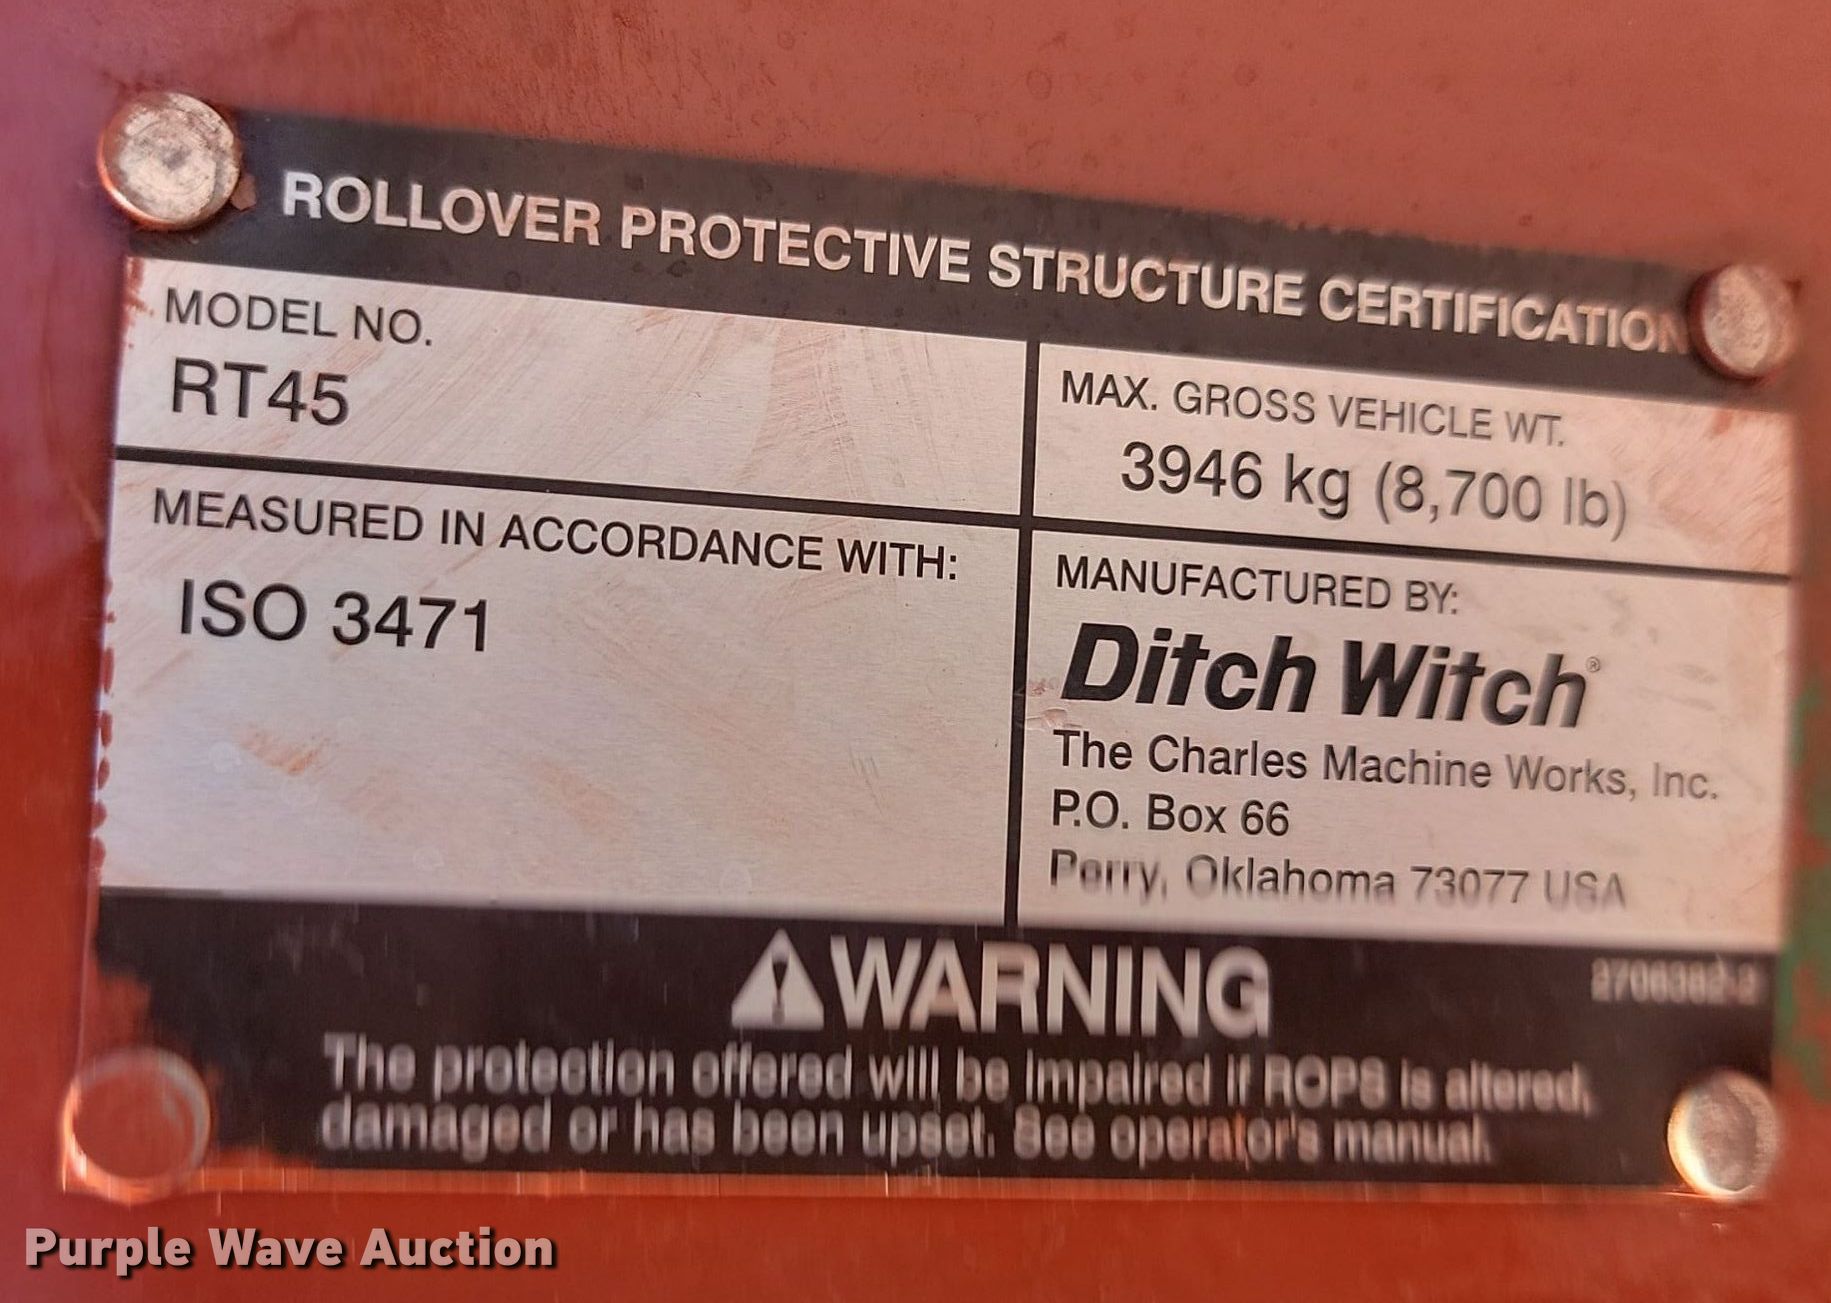 ROLLOVER PROTECTIVE STRUCTURE CERTIFICATION
MODEL NO.
RT45
MAX. GROSS VEHICLE WT.
3946 kg (8,700 lb)
MEASURED IN ACCORDANCE WITH:
ISO 3471
MANUFACTURED BY:
Ditch Witch®
The Charles Machine Works, Inc.
P.O. Box 66
Perry, Oklahoma 73077 USA
WARNING
The protection offered will be impaired if ROPS is altered,
damaged or has been upset. See operator's manual.
Purple Wave Auction